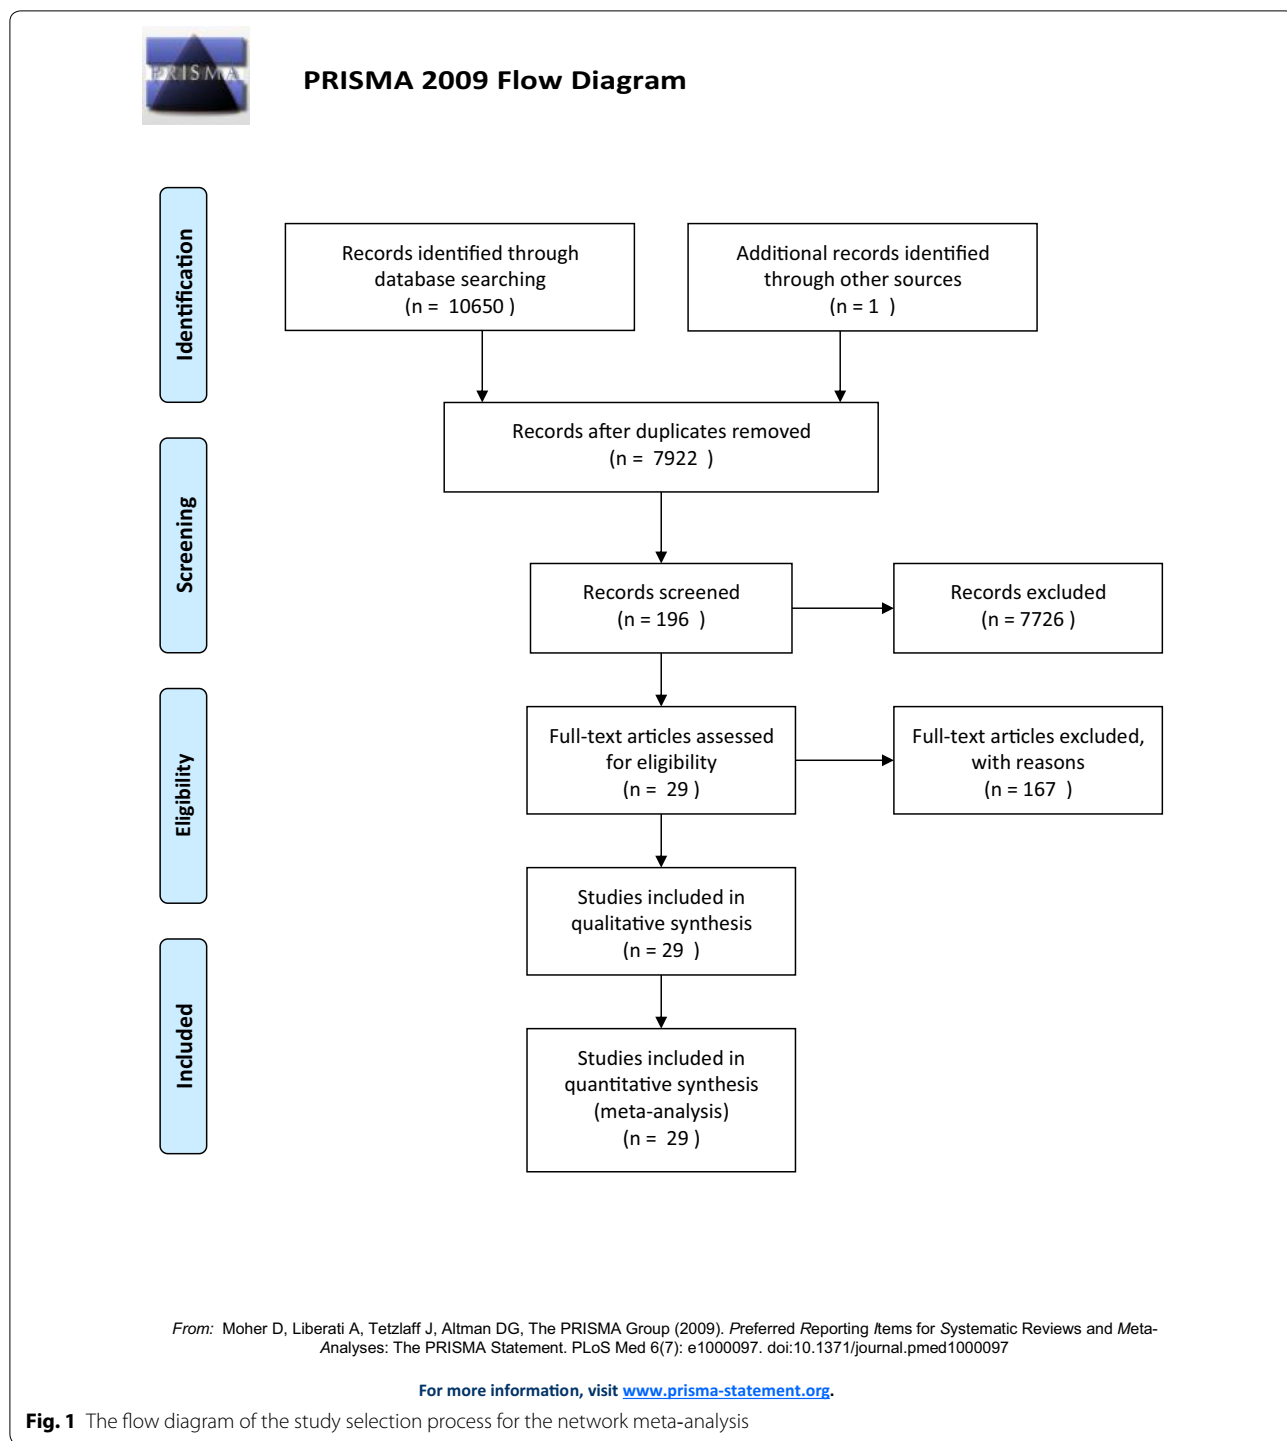 PRISMA
PRISMA 2009 Flow Diagram
Identification
Records identified through
database searching
(n = 10650 )
Additional records identified
through other sources
(n = 1 )
Records after duplicates removed
(n = 7922 )
Screening
Records screened
(n = 196 )
Records excluded
(n = 7726 )
Eligibility
Full-text articles assessed
for eligibility
(n = 29 )
Full-text articles excluded,
with reasons
(n = 167 )
Studies included in
qualitative synthesis
(n = 29 )
Included
Studies included in
quantitative synthesis
(meta-analysis)
(n = 29 )
From: Moher D, Liberati A, Tetzlaff J, Altman DG, The PRISMA Group (2009). Preferred Reporting Items for Systematic Reviews and Meta-
Analyses: The PRISMA Statement. PLoS Med 6(7): e1000097. doi:10.1371/journal.pmed1000097
For more information, visit www.prisma-statement.org.
Fig. 1 The flow diagram of the study selection process for the network meta-analysis